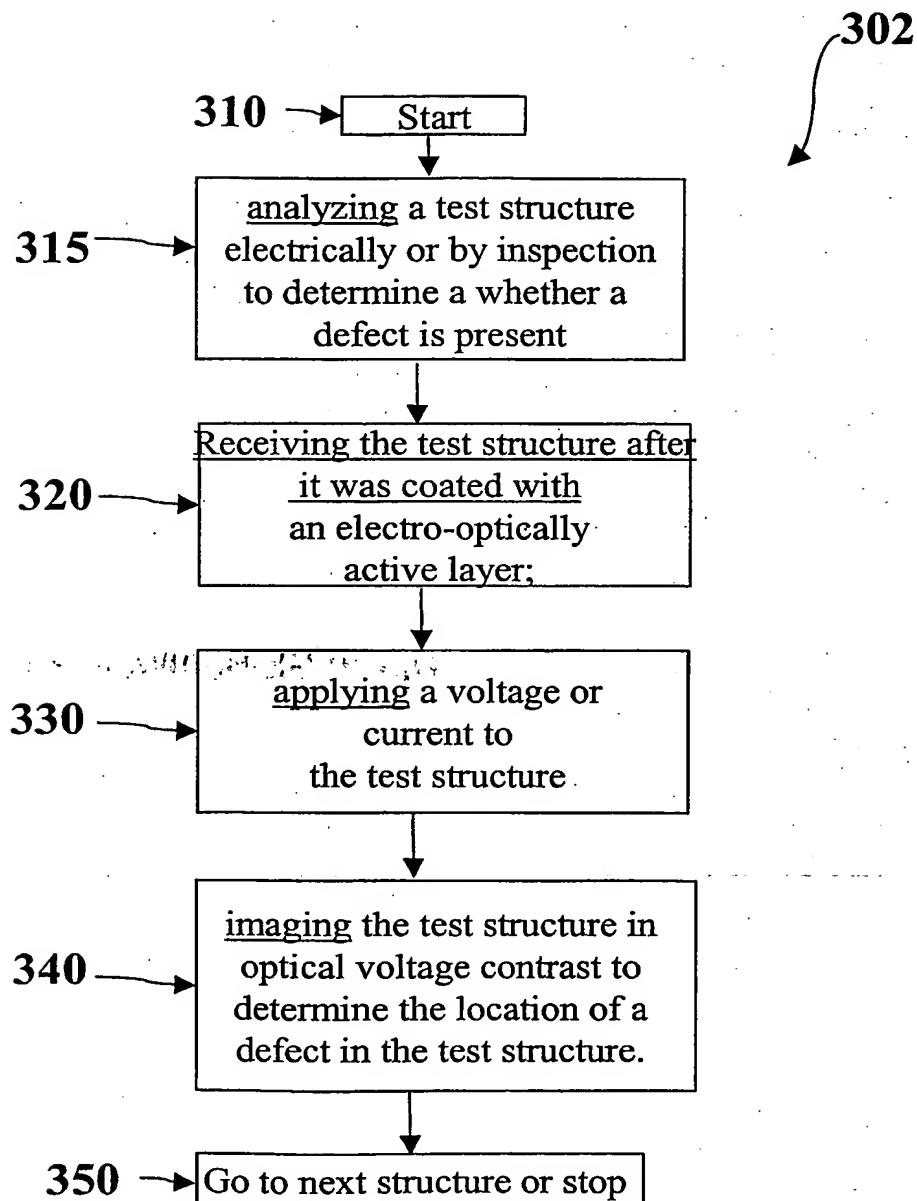 302
310
Start
315
analyzing a test structure
electrically or by inspection
to determine a whether a
defect is present
320
Receiving the test structure after
it was coated with
an electro-optically
active layer;
330
applying a voltage or
current to
the test structure
340
imaging the test structure in
optical voltage contrast to
determine the location of a
defect in the test structure.
350
Go to next structure or stop